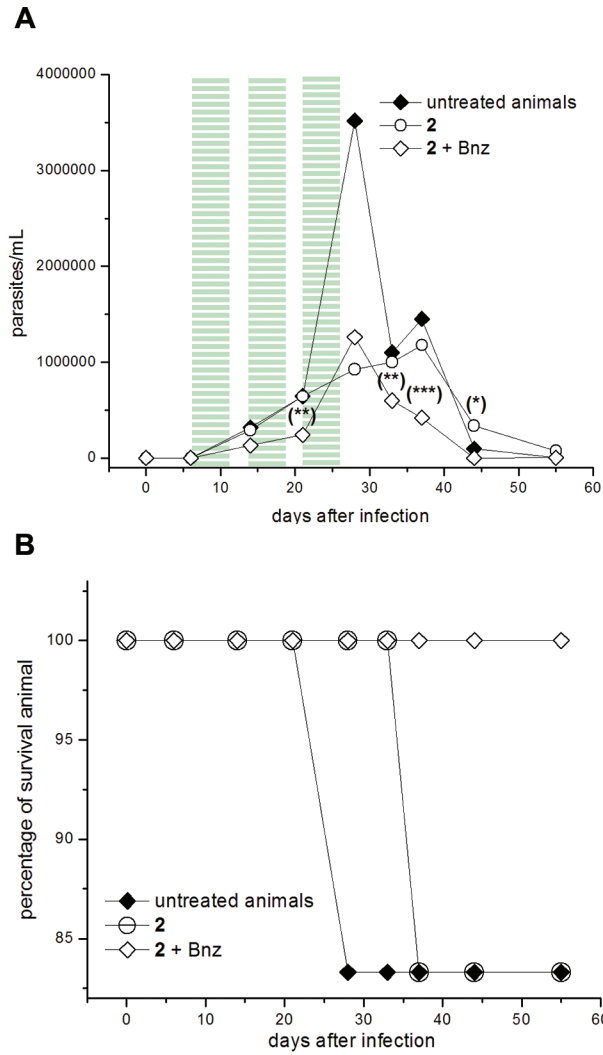 A
4000000
3000000
2000000
1000000
0
parasites/mL
untreated animals
2
2 + Bnz
(**)
(**)
(***)
(*)
0 10 20 30 40 50 60
days after infection
B
100
95
90
85
percentage of survival animal
untreated animals
2
2 + Bnz
0 10 20 30 40 50 60
days after infection